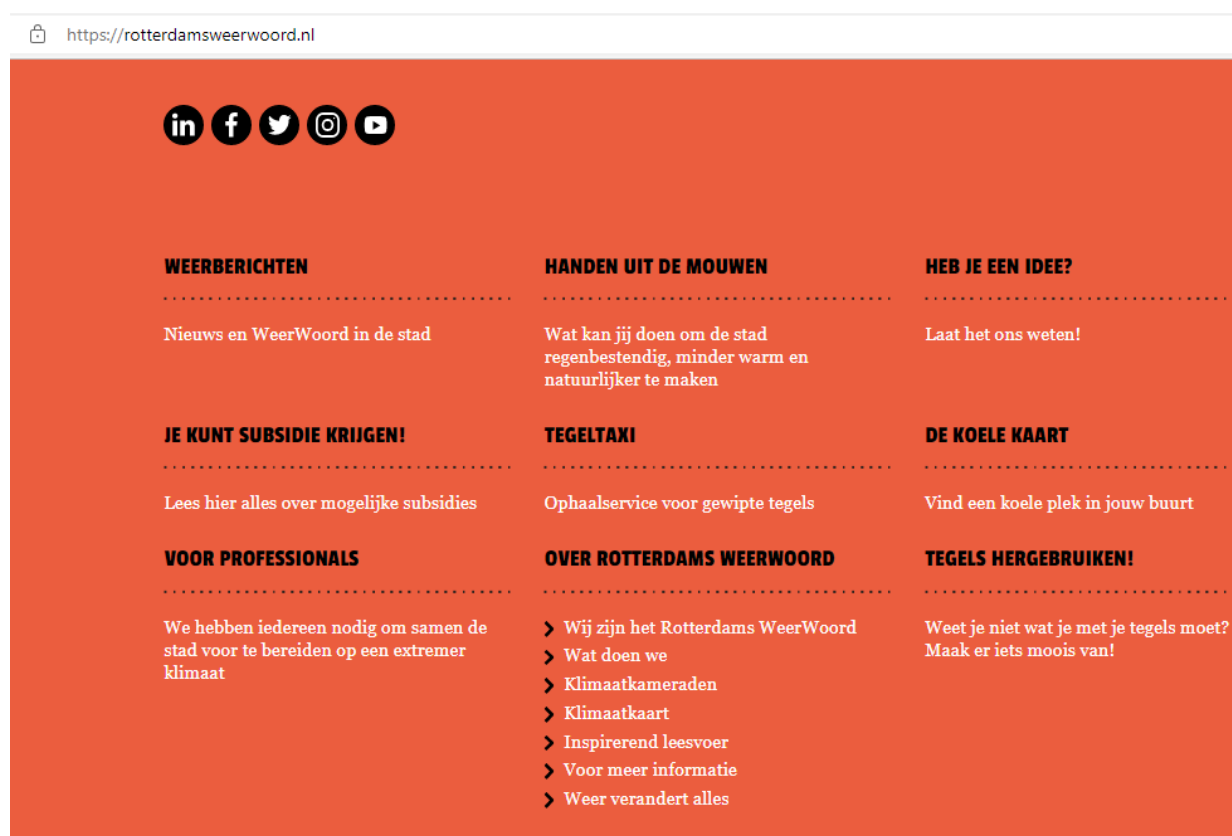 https://rotterdamsweerwoord.nl
in f
WEERBERICHTEN
Nieuws en WeerWoord in de stad
HANDEN UIT DE MOUWEN
Wat kan jij doen om de stad
regenbestendig, minder warm en
natuurlijker te maken
HEB JE EEN IDEE?
Laat het ons weten!
JE KUNT SUBSIDIE KRIJGEN!
Lees hier alles over mogelijke subsidies
TEGELTAXI
Ophaalservice voor gewipte tegels
DE KOELE KAART
Vind een koele plek in jouw buurt
VOOR PROFESSIONALS
We hebben iedereen nodig om samen de
stad voor te bereiden op een extremer
klimaat
OVER ROTTERDAMS WEERWOORD
Wij zijn het Rotterdams WeerWoord
Wat doen we
Klimaatkameraden
Klimaatkaart
Inspirerend leesvoer
Voor meer informatie
Weer verandert alles
TEGELS HERGEBRUIKEN!
Weet je niet wat je met je tegels moet?
Maak er iets moois van!